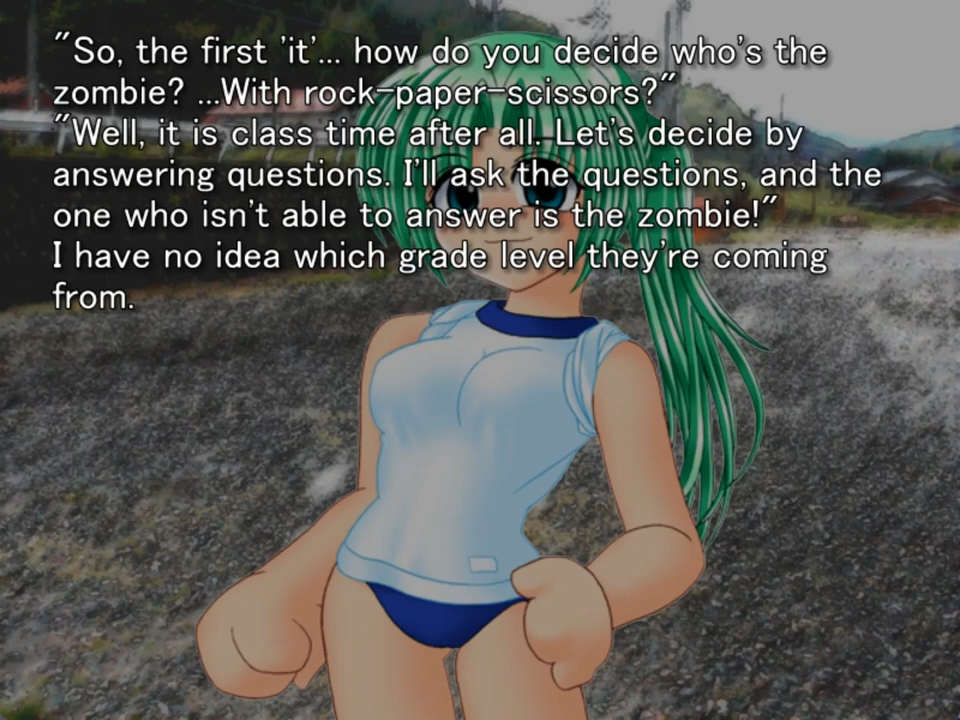 "So, the first 'it'... how do you decide who's the
zombie? ...With rock-paper-scissors?"
"Well, it is class time after all. Let's decide by
answering questions. I'll ask the questions, and the
one who isn't able to answer is the zombie!"
I have no idea which grade level they're coming
from.